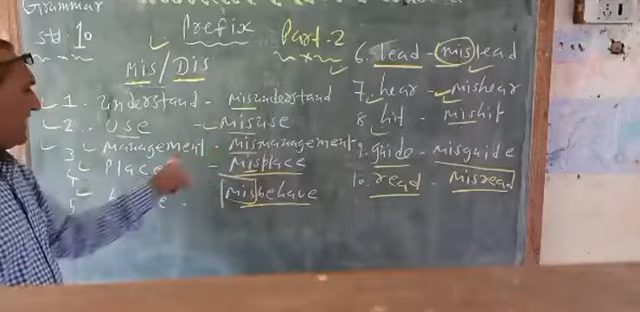 Grammar
Std: 10
Prefix
Part-2
Mis/Dis
1. Understand - misunderstand
2. Use - Misuse
3. Management - Mismanagement
4. Place - Misplace
5. - Misbehave
6. lead - mislead
7. hear - mishear
8. hit - mishit
9. guide - misguide
10. read - misread